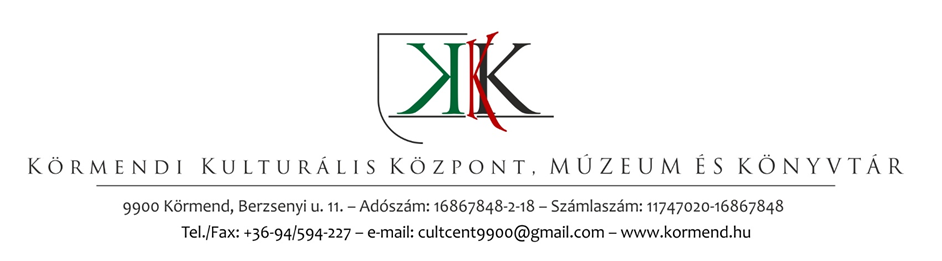 KKK
KÖRMENDI KULTURÁLIS KÖZPONT, MÚZEUM ÉS KÖNYVTÁR
9900 Körmend, Berzsenyi u. 11. – Adószám: 16867848-2-18 – Számlaszám: 11747020-16867848
Tel./Fax: +36-94/594-227 – e-mail: cultcent9900@gmail.com – www.kormend.hu